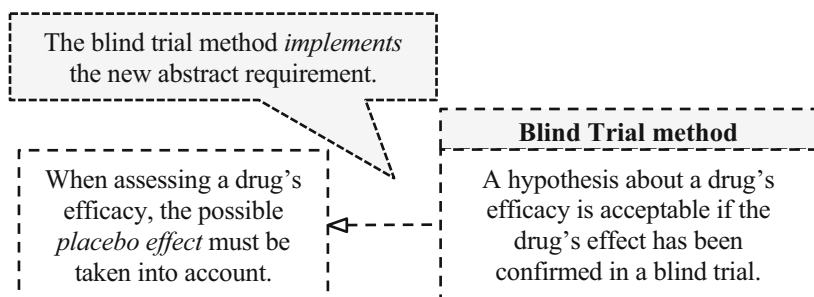 The blind trial method implements
the new abstract requirement.
Blind Trial method
When assessing a drug’s
efficacy, the possible
placebo effect must be
taken into account.
A hypothesis about a drug’s
efficacy is acceptable if the
drug’s effect has been
confirmed in a blind trial.